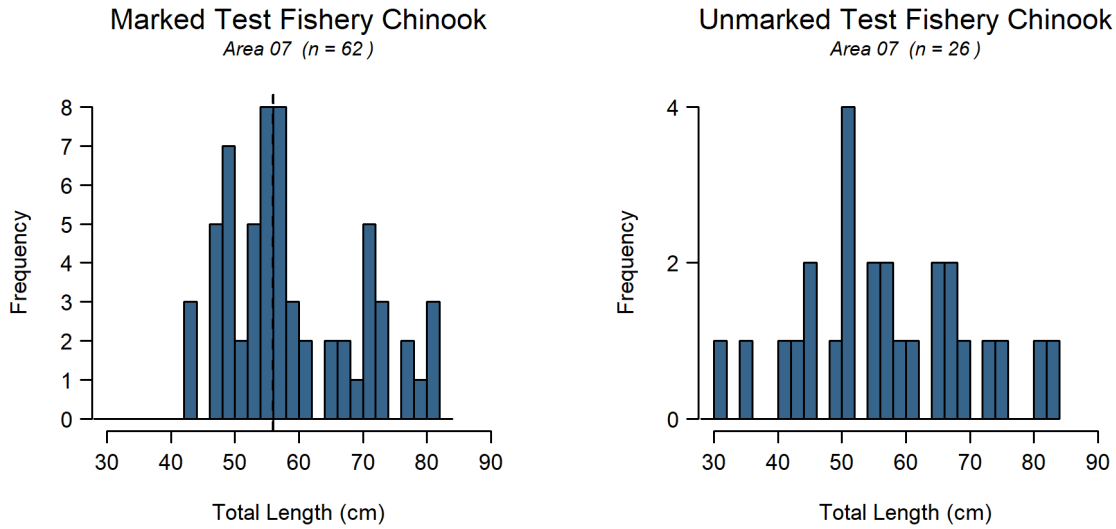 Marked Test Fishery Chinook
Area 07 (n = 62 )
Frequency
8
7
6
5
4
3
2
1
0
30 40 50 60 70 80 90
Total Length (cm)
Unmarked Test Fishery Chinook
Area 07 (n = 26 )
Frequency
4
2
0
30 40 50 60 70 80 90
Total Length (cm)